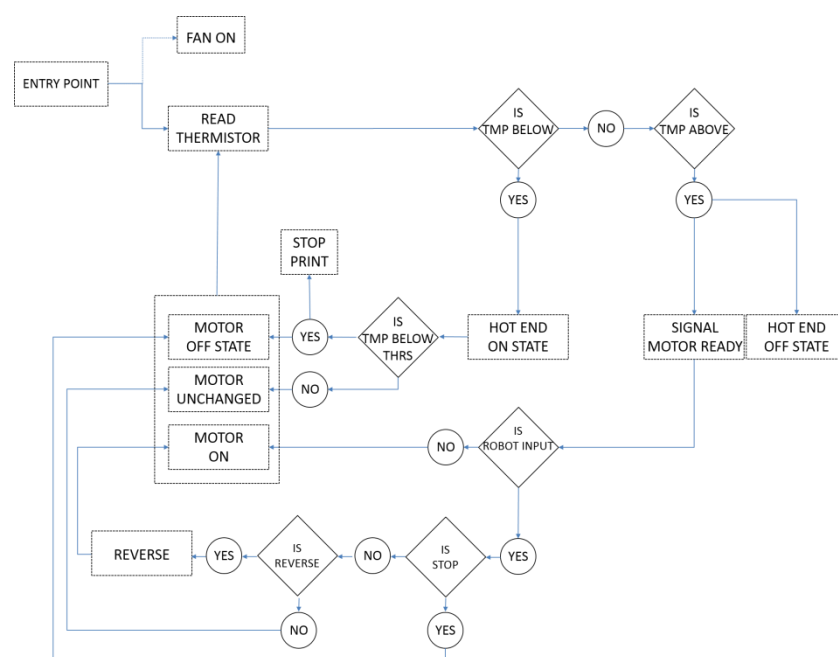 FAN ON
ENTRY POINT
READ
THERMISTOR
IS
TMP BELOW
NO
IS
TMP ABOVE
YES
YES
STOP
PRINT
MOTOR
OFF STATE
YES
IS
TMP BELOW
THRS
HOT END
ON STATE
SIGNAL
MOTOR READY
HOT END
OFF STATE
MOTOR
UNCHANGED
NO
MOTOR
ON
NO
IS
ROBOT INPUT
REVERSE
YES
IS
REVERSE
NO
IS
STOP
YES
NO
YES